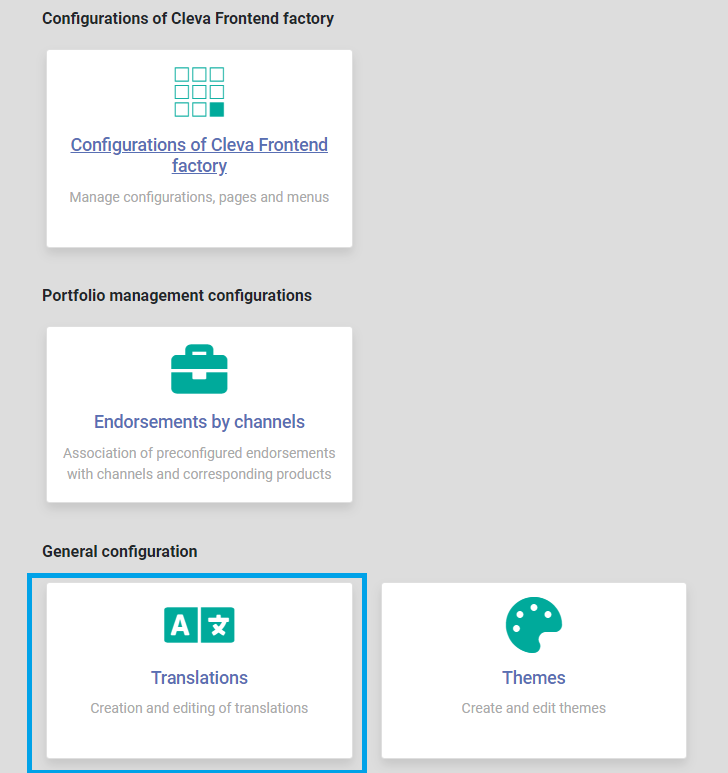 Configurations of Cleva Frontend factory
Configurations of Cleva Frontend
factory
Manage configurations, pages and menus
Portfolio management configurations
Endorsements by channels
Association of preconfigured endorsements
with channels and corresponding products
General configuration
A 文
Translations
Creation and editing of translations
Themes
Create and edit themes